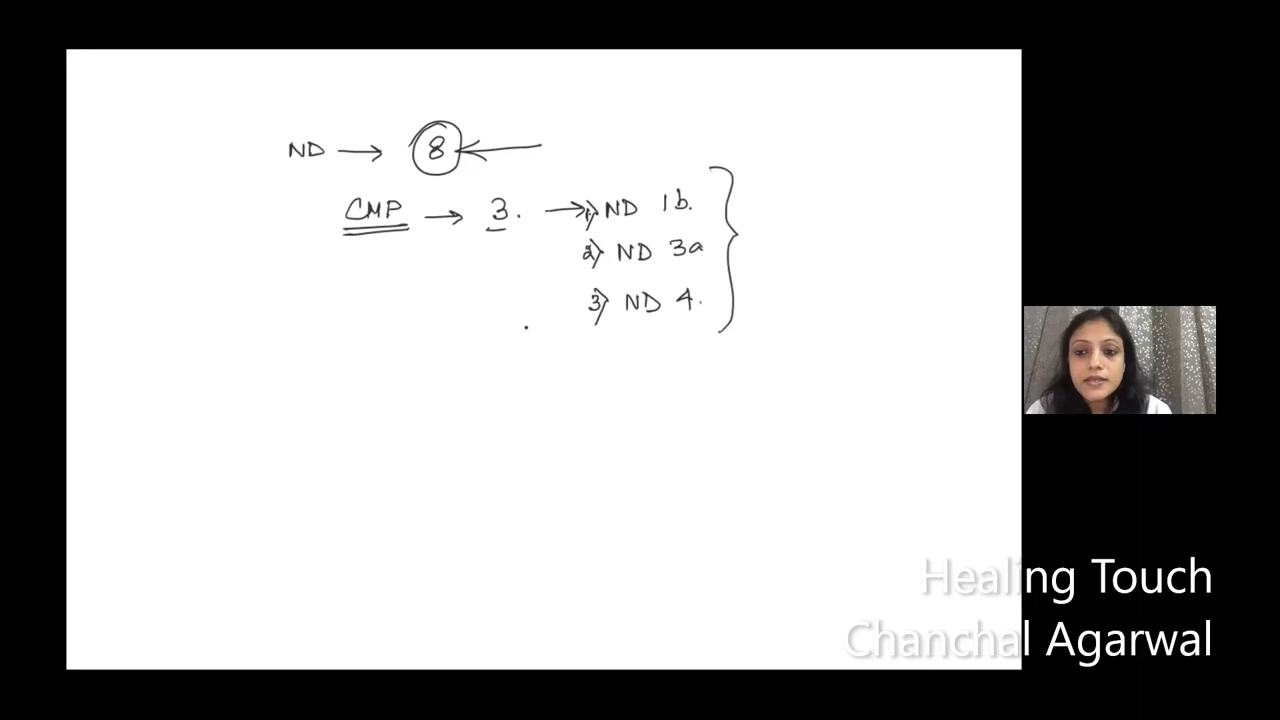 ND → 8 ←
CMP → 3. → 1) ND 1b.
2) ND 3a
3) ND 4.
Healing Touch
Chanchal Agarwal